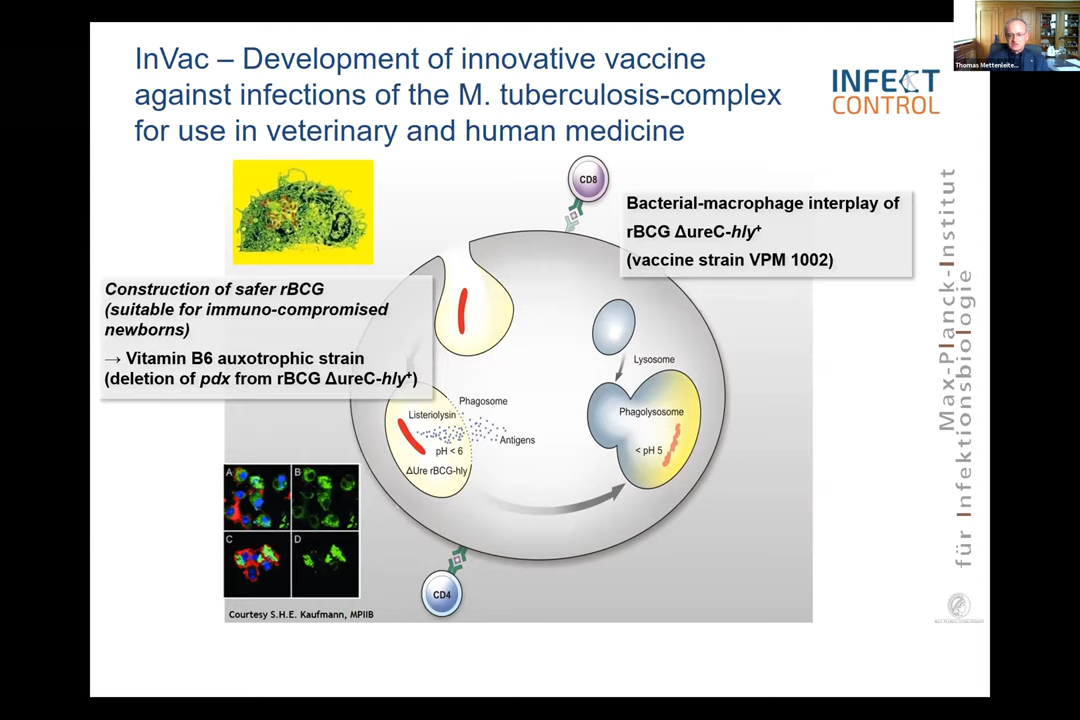 InVac – Development of innovative vaccine
against infections of the M. tuberculosis-complex
for use in veterinary and human medicine
INFECT
CONTROL
Thomas Mettenleite...
CD8
Bacterial-macrophage interplay of
rBCG ΔureC-hly⁺
(vaccine strain VPM 1002)
Construction of safer rBCG
(suitable for immuno-compromised
newborns)
→ Vitamin B6 auxotrophic strain
(deletion of pdx from rBCG ΔureC-hly⁺)
Lysosome
Phagosome
Listeriolysin
Antigens
pH < 6
ΔUre rBCG-hly
Phagolysosome
< pH 5
A
B
C
D
CD4
Courtesy S.H.E. Kaufmann, MPIIB
Max-Planck-Institut
für Infektionsbiologie